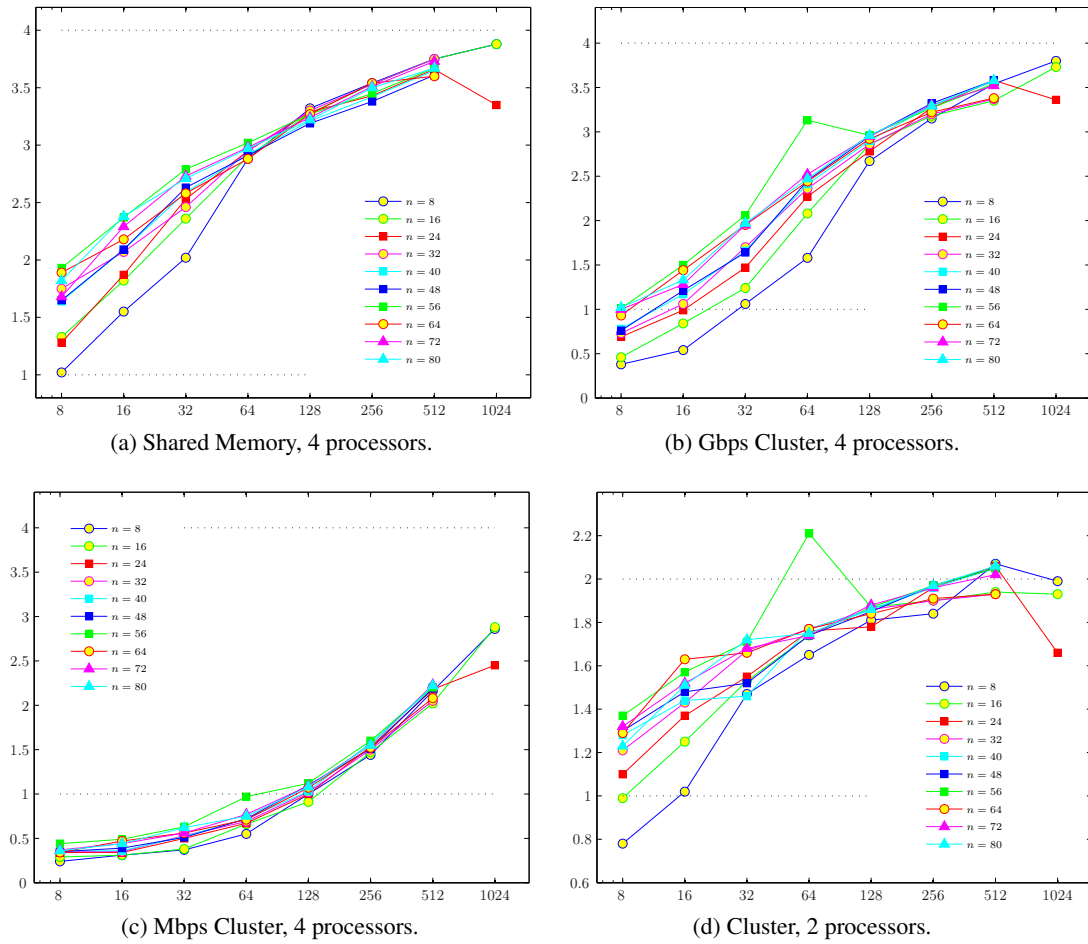 4
3.5
3
2.5
2
1.5
1
8 16 32 64 128 256 512 1024
n = 8
n = 16
n = 24
n = 32
n = 40
n = 48
n = 56
n = 64
n = 72
n = 80
(a) Shared Memory, 4 processors.
4
3.5
3
2.5
2
1.5
1
0.5
0
8 16 32 64 128 256 512 1024
n = 8
n = 16
n = 24
n = 32
n = 40
n = 48
n = 56
n = 64
n = 72
n = 80
(b) Gbps Cluster, 4 processors.
4
3.5
3
2.5
2
1.5
1
0.5
0
8 16 32 64 128 256 512 1024
n = 8
n = 16
n = 24
n = 32
n = 40
n = 48
n = 56
n = 64
n = 72
n = 80
(c) Mbps Cluster, 4 processors.
2.2
2
1.8
1.6
1.4
1.2
1
0.8
0.6
8 16 32 64 128 256 512 1024
n = 8
n = 16
n = 24
n = 32
n = 40
n = 48
n = 56
n = 64
n = 72
n = 80
(d) Cluster, 2 processors.